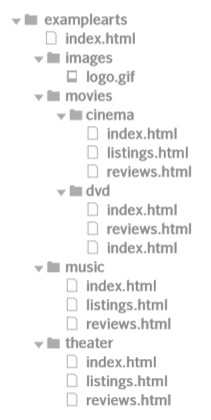 examplearts
index.html
images
logo.gif
movies
cinema
index.html
listings.html
reviews.html
dvd
index.html
reviews.html
index.html
music
index.html
listings.html
reviews.html
theater
index.html
listings.html
reviews.html